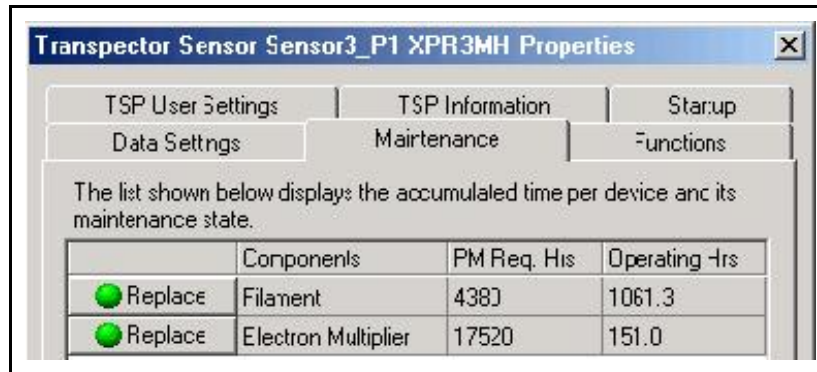 Transpector Sensor Sensor3_P1 XPR3MH Properties
TSP User Settings TSP Information Startup
Data Settings Maintenance Functions
The list shown below displays the accumulated time per device and its
maintenance state.
Components PM Req. Hrs Operating Hrs
Replace Filament 4380 1061.3
Replace Electron Multiplier 17520 151.0